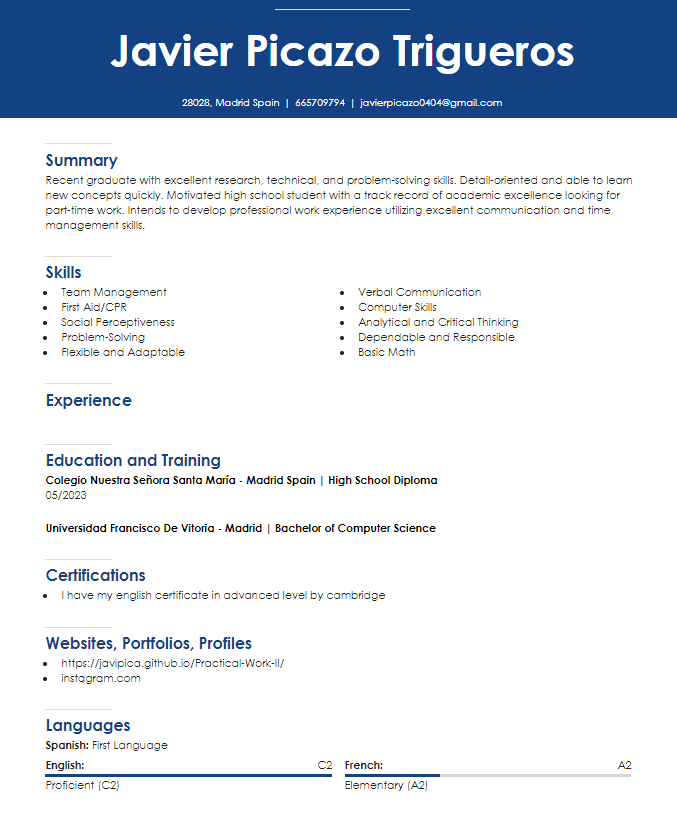 Javier Picazo Trigueros
28028, Madrid Spain | 665709794 | javierpicazo0404@gmail.com
Summary
Recent graduate with excellent research, technical, and problem-solving skills. Detail-oriented and able to learn
new concepts quickly. Motivated high school student with a track record of academic excellence looking for
part-time work. Intends to develop professional work experience utilizing excellent communication and time
management skills.
Skills
• Team Management
• First Aid/CPR
• Social Perceptiveness
• Problem-Solving
• Flexible and Adaptable
• Verbal Communication
• Computer Skills
• Analytical and Critical Thinking
• Dependable and Responsible
• Basic Math
Experience
Education and Training
Colegio Nuestra Señora Santa María - Madrid Spain | High School Diploma
05/2023
Universidad Francisco De Vitoria - Madrid | Bachelor of Computer Science
Certifications
• I have my english certificate in advanced level by cambridge
Websites, Portfolios, Profiles
• https://javipica.github.io/Practical-Work-II/
• instagram.com
Languages
Spanish: First Language
English: C2
Proficient (C2)
French: A2
Elementary (A2)